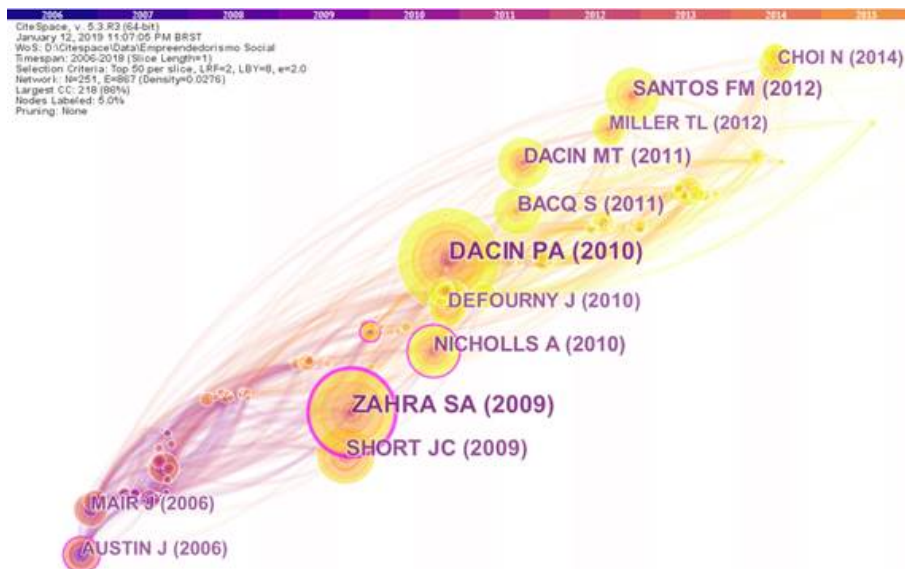 2006 2007 2008 2009 2010 2011 2012 2013 2014 2015
CiteSpace, v. 5.3.R3 (64-bit)
January 12, 2019 11:07:05 PM BRST
WoS: D:\Citespace\Data\Empreendedorismo Social
Timespan: 2006-2018 (Slice Length=1)
Selection Criteria: Top 50 per slice, LRF=2, LBY=8, e=2.0
Network: N=251, E=867 (Density=0.0276)
Largest CC: 218 (86%)
Nodes Labeled: 5.0%
Pruning: None
CHOI N (2014)
SANTOS FM (2012)
MILLER TL (2012)
DACIN MT (2011)
BACQ S (2011)
DACIN PA (2010)
DEFOURNY J (2010)
NICHOLLS A (2010)
ZAHRA SA (2009)
SHORT JC (2009)
MAIR J (2006)
AUSTIN J (2006)